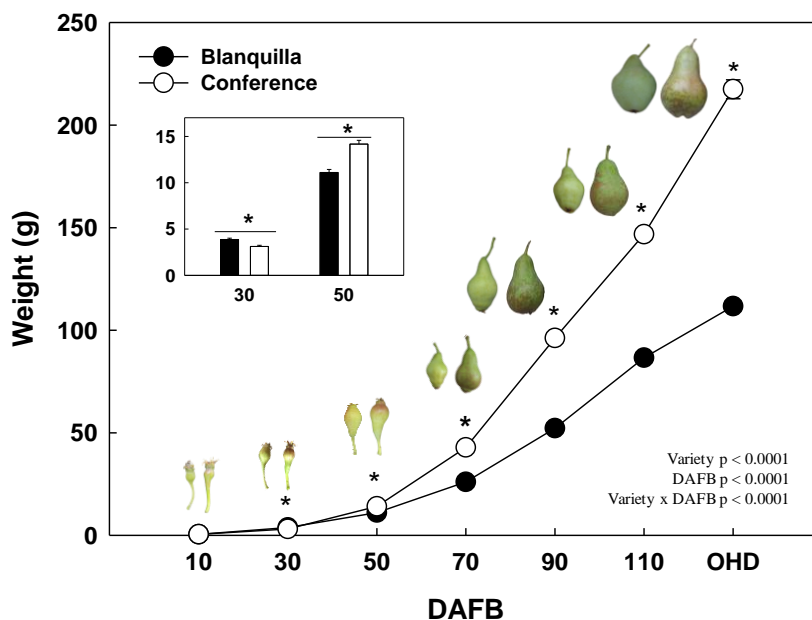 250
200
150
100
50
0
Weight (g)
Blanquilla
Conference
15
10
5
0
*
*
30
50
*
*
*
*
*
*
Variety p < 0.0001
DAFB p < 0.0001
Variety x DAFB p < 0.0001
10 30 50 70 90 110 OHD
DAFB